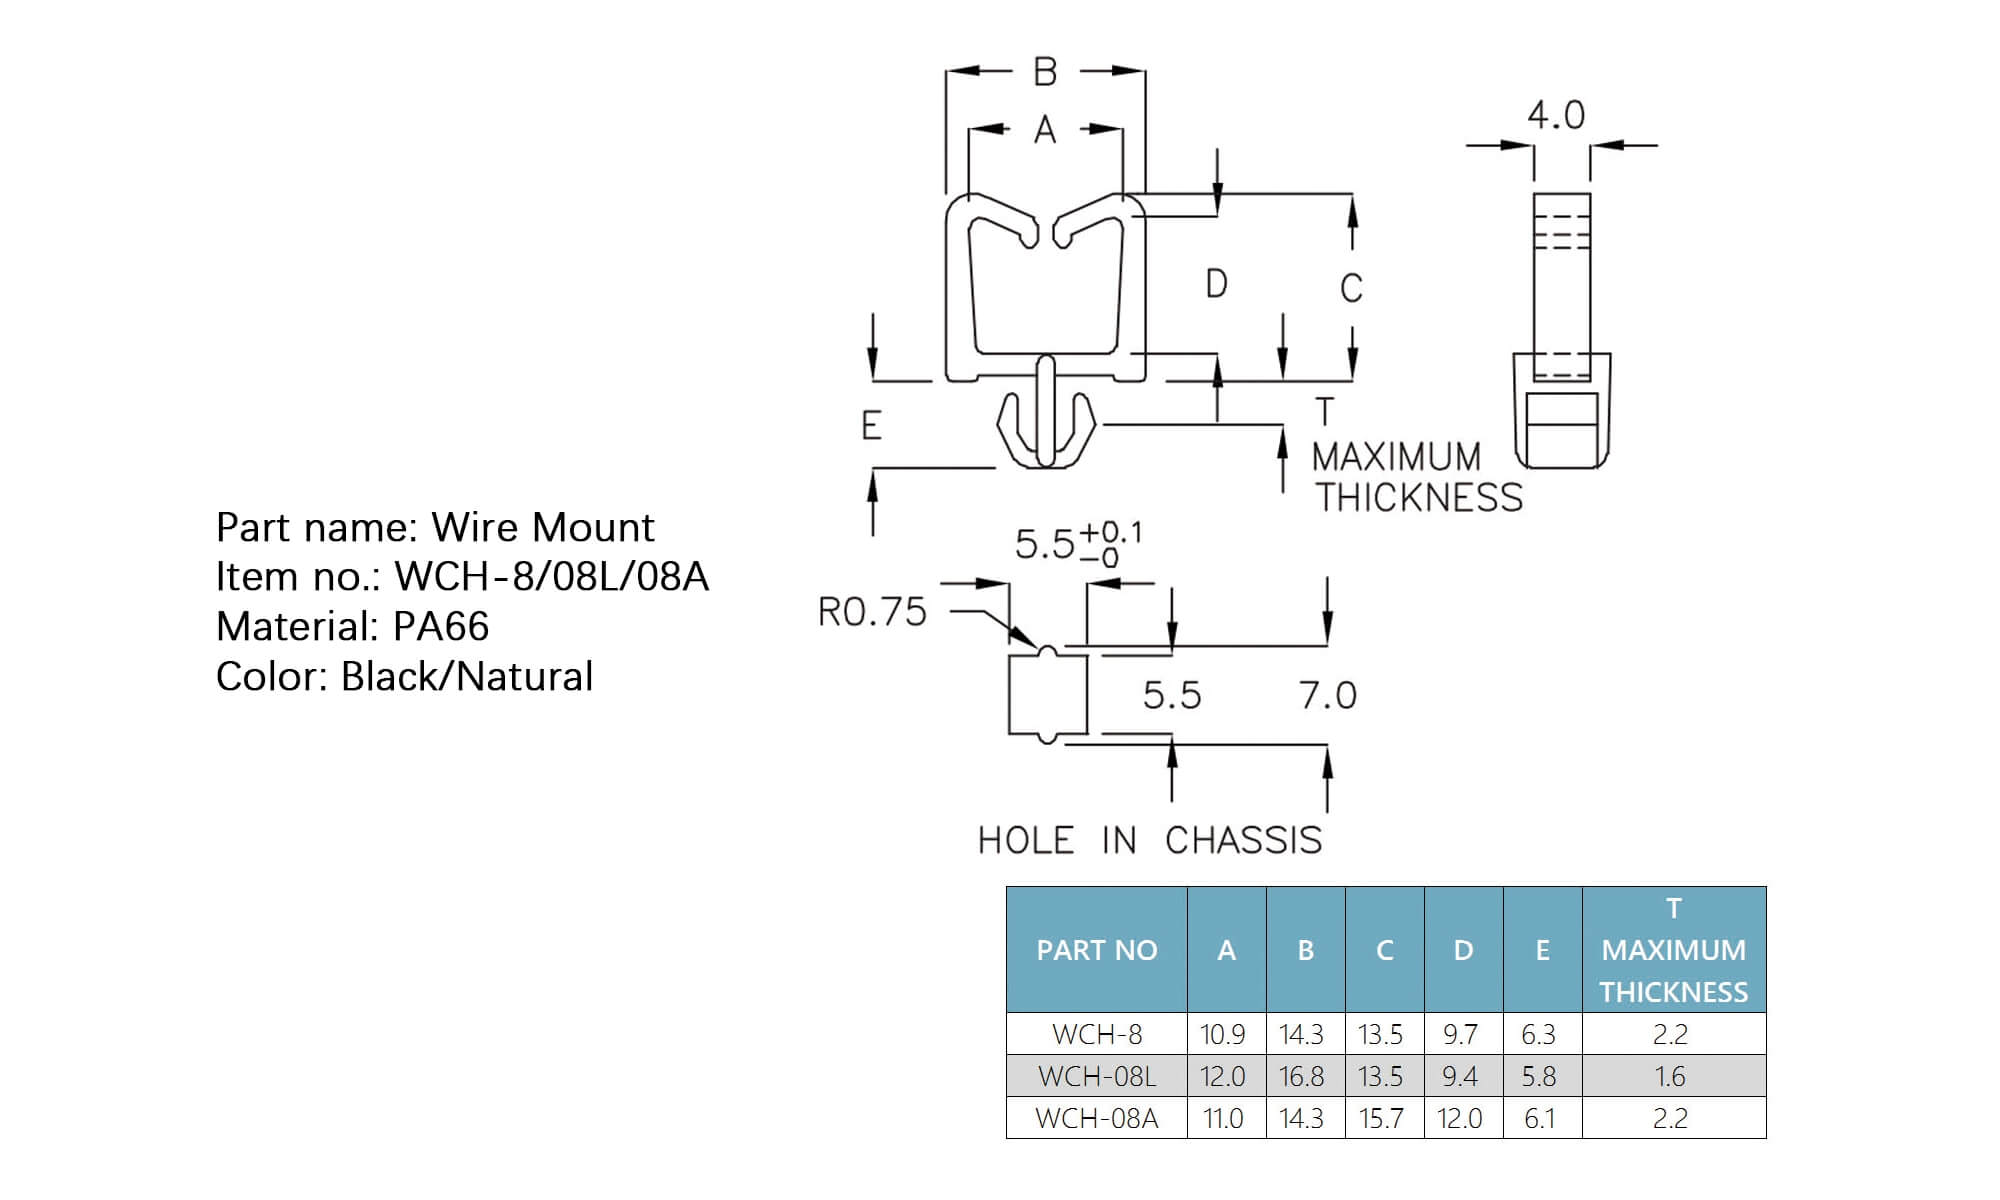 B
A
4.0
D
C
E
T
MAXIMUM
THICKNESS
5.5+0.1
−0
R0.75
5.5
7.0
HOLE IN CHASSIS
Part name: Wire Mount
Item no.: WCH-8/08L/08A
Material: PA66
Color: Black/Natural
PART NO A B C D E T MAXIMUM THICKNESS
WCH-8 10.9 14.3 13.5 9.7 6.3 2.2
WCH-08L 12.0 16.8 13.5 9.4 5.8 1.6
WCH-08A 11.0 14.3 15.7 12.0 6.1 2.2